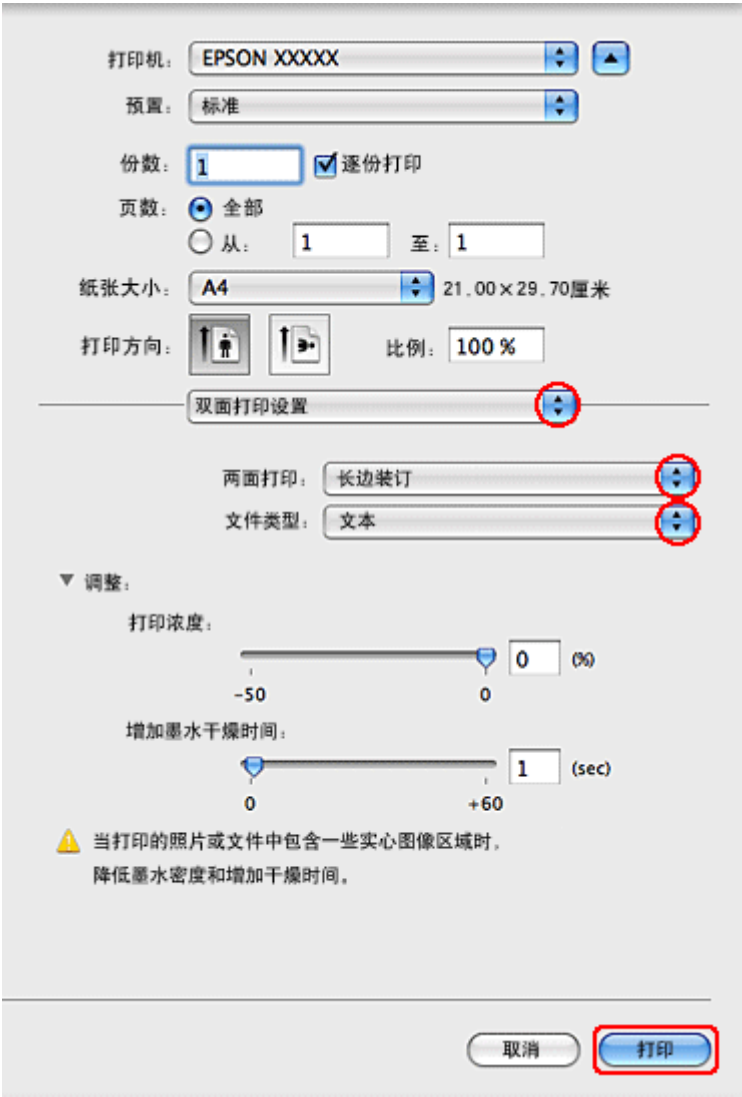 打印机: EPSON XXXXX
预置: 标准
份数: 1 逐份打印
页数: 全部
从: 1 至: 1
纸张大小: A4 21.00×29.70厘米
打印方向: 比例: 100 %
双面打印设置
两面打印: 长边装订
文件类型: 文本
调整:
打印浓度:
0 (%)
-50 0
增加墨水干燥时间:
1 (sec)
0 +60
当打印的照片或文件中包含一些实心图像区域时,
降低墨水密度和增加干燥时间。
取消 打印